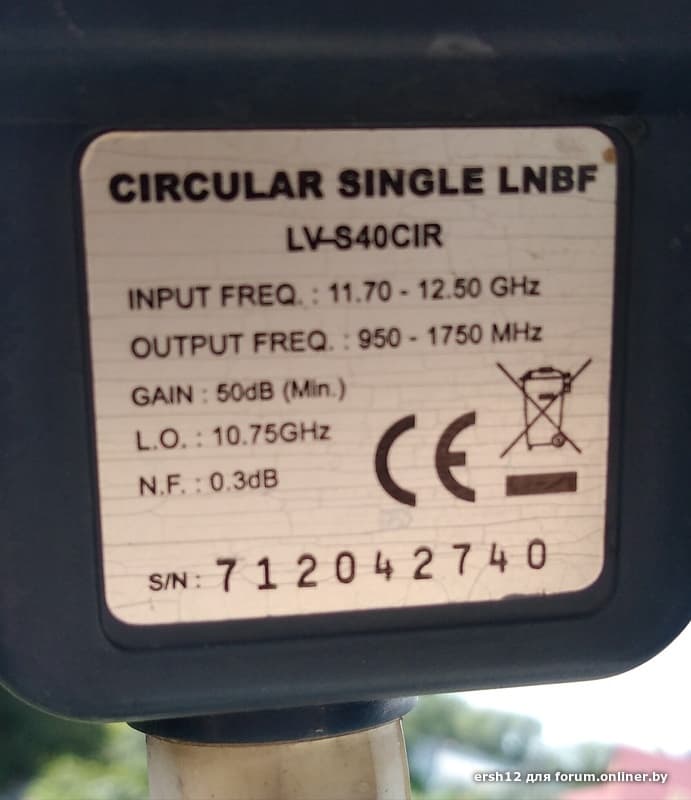 CIRCULAR SINGLE LNBF
LV-S40CIR
INPUT FREQ. : 11.70 - 12.50 GHz
OUTPUT FREQ. : 950 - 1750 MHz
GAIN : 50dB (Min.)
L.O. : 10.75GHz
N.F. : 0.3dB
CE
S/N : 712042740
ersh12 для forum.onliner.by